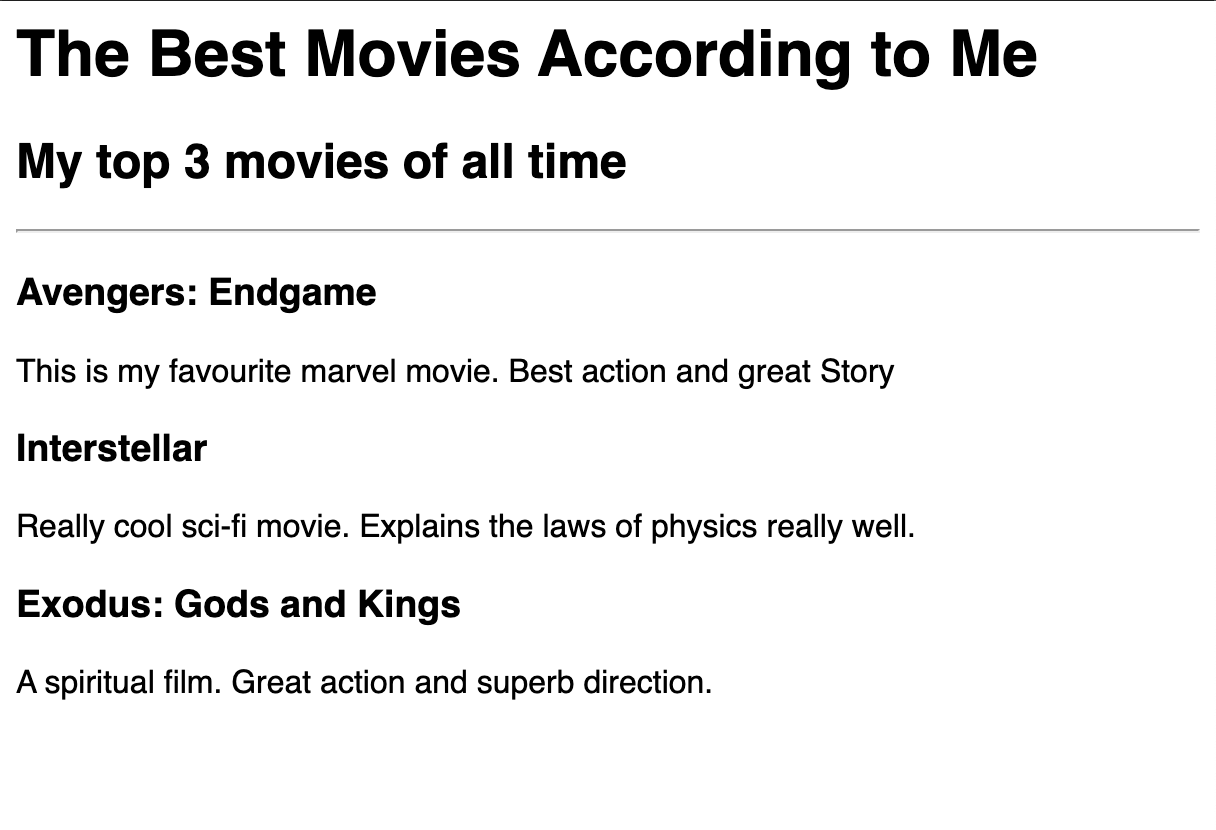 The Best Movies According to Me
My top 3 movies of all time
Avengers: Endgame
This is my favourite marvel movie. Best action and great Story
Interstellar
Really cool sci-fi movie. Explains the laws of physics really well.
Exodus: Gods and Kings
A spiritual film. Great action and superb direction.